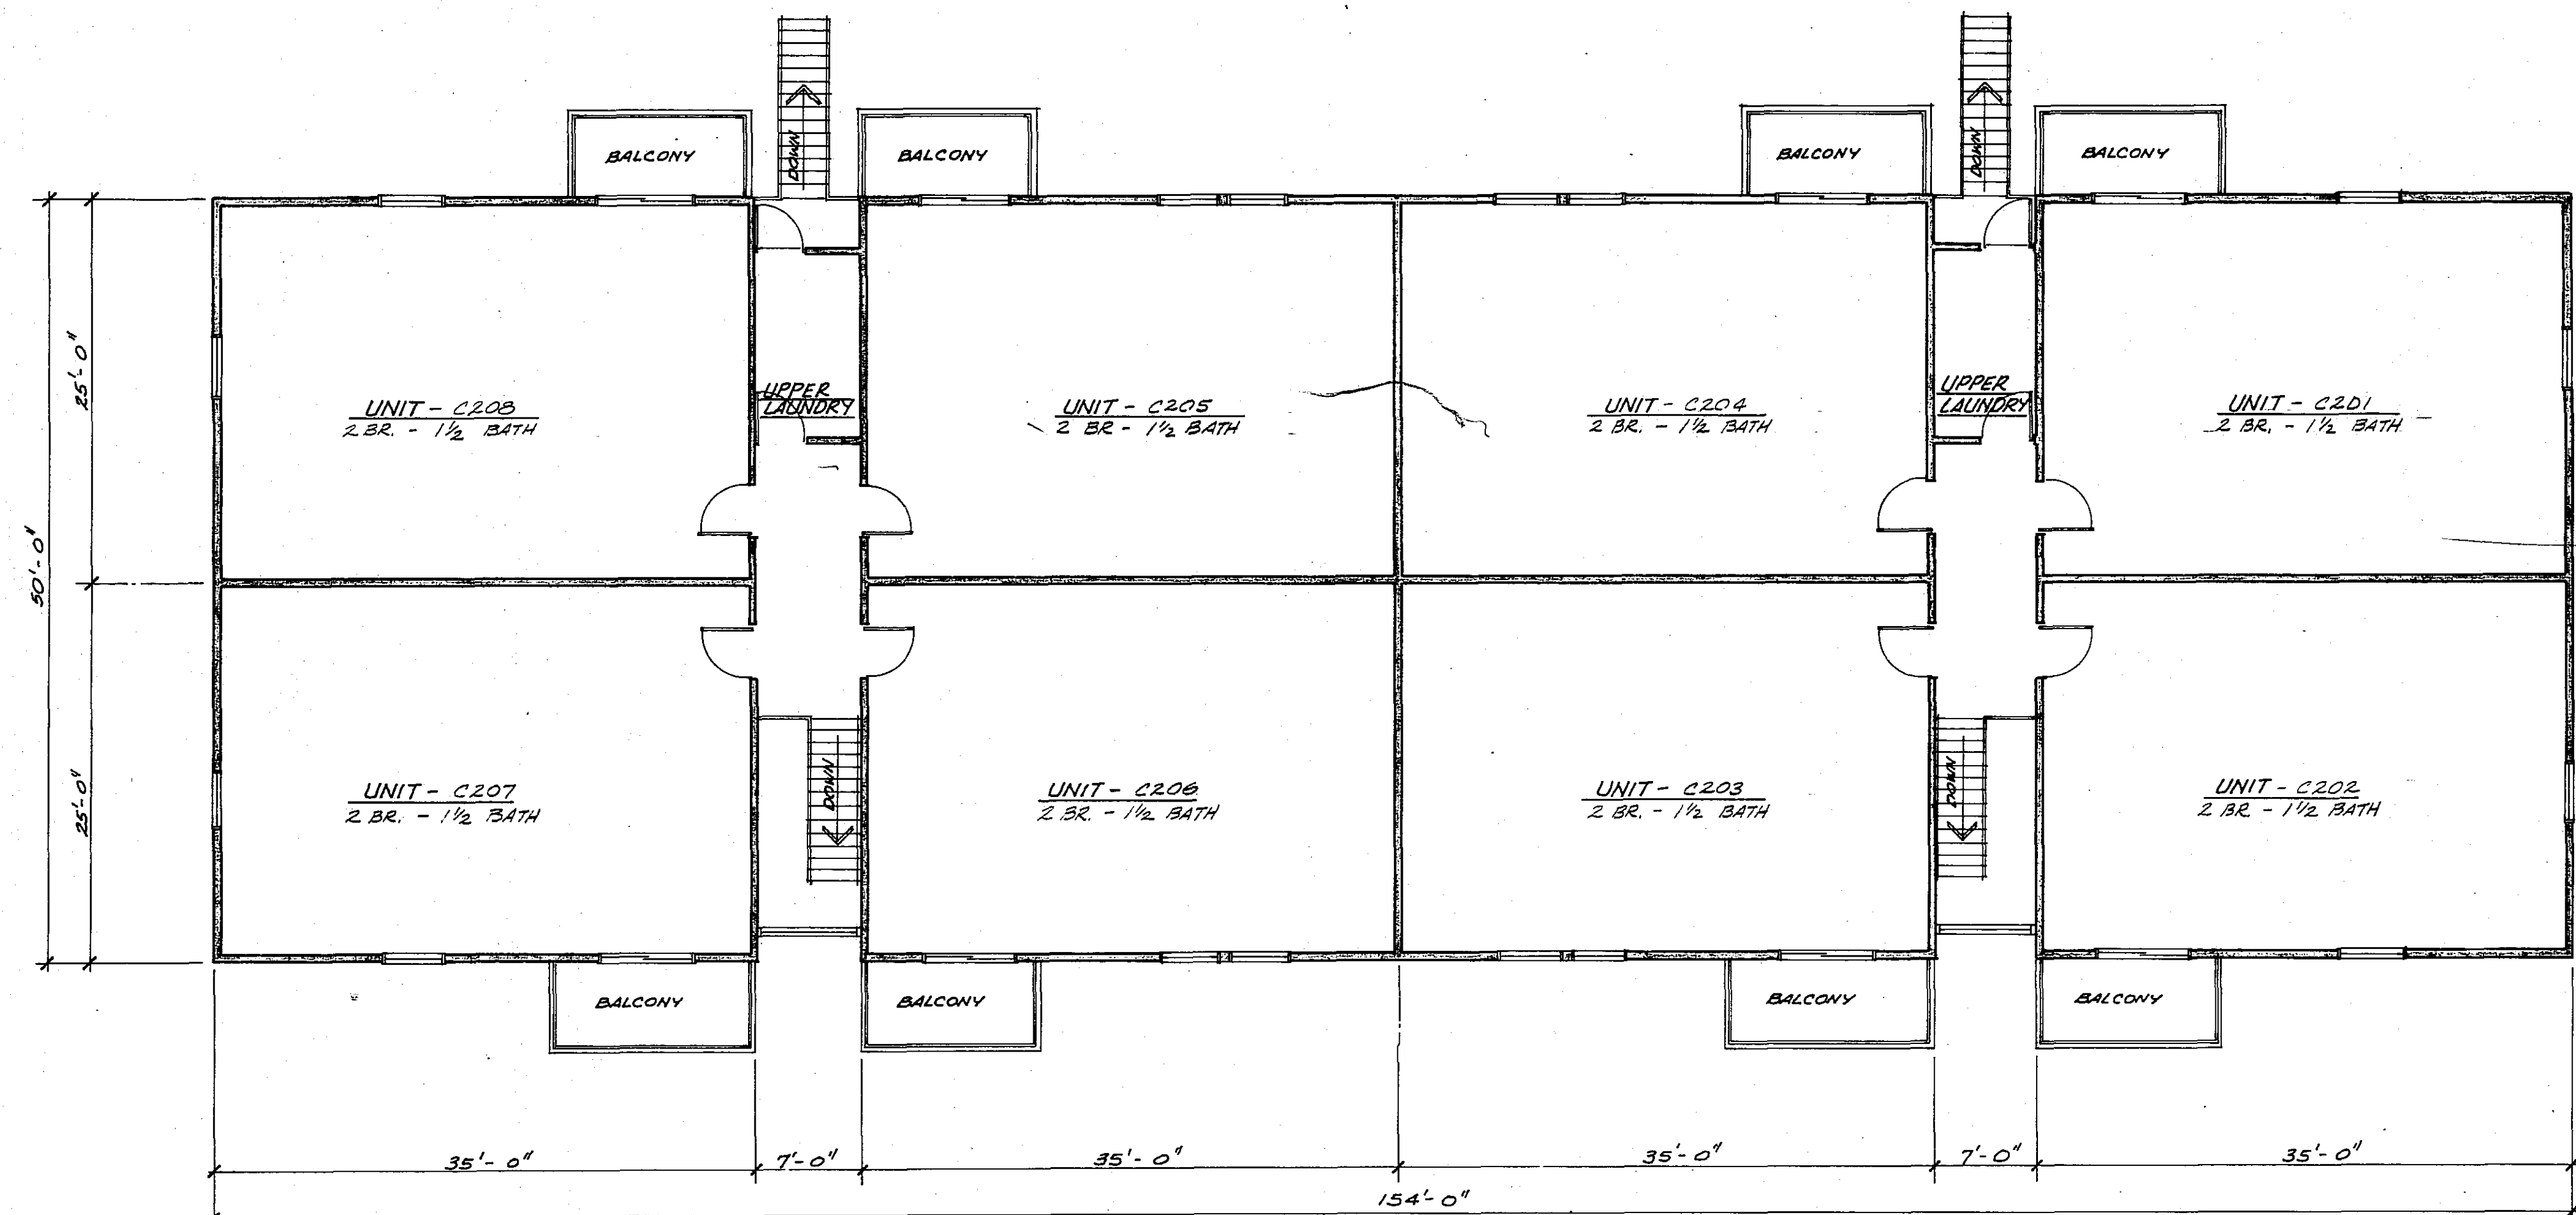 DOWN
DOWN
BALCONY
BALCONY
BALCONY
BALCONY
25'-0"
50'-0"
UNIT - C208
2 BR. - 1½ BATH
UPPER
LAUNDRY
UNIT - C205
2 BR - 1½ BATH
UNIT - C204
2 BR. - 1½ BATH
UPPER
LAUNDRY
UNIT - C201
2 BR. - 1½ BATH
25'-0"
UNIT - C207
2 BR. - 1½ BATH
DOWN
UNIT - C206
2 BR. - 1½ BATH
UNIT - C203
2 BR. - 1½ BATH
DOWN
UNIT - C202
2 BR. - 1½ BATH
BALCONY
BALCONY
BALCONY
BALCONY
35'-0"
7'-0"
35'-0"
35'-0"
7'-0"
35'-0"
154'-0"